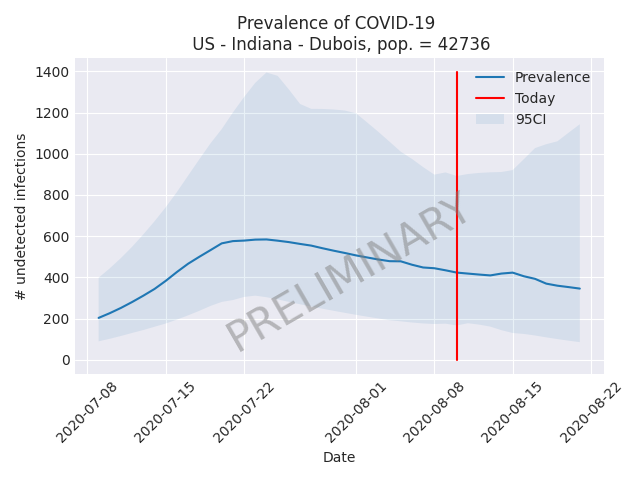 Prevalence of COVID-19
US - Indiana - Dubois, pop. = 42736
1400
1200
1000
800
600
400
200
0
# undetected infections
Prevalence
Today
95CI
PRELIMINARY
2020-07-08
2020-07-15
2020-07-22
2020-08-01
2020-08-08
2020-08-15
2020-08-22
Date